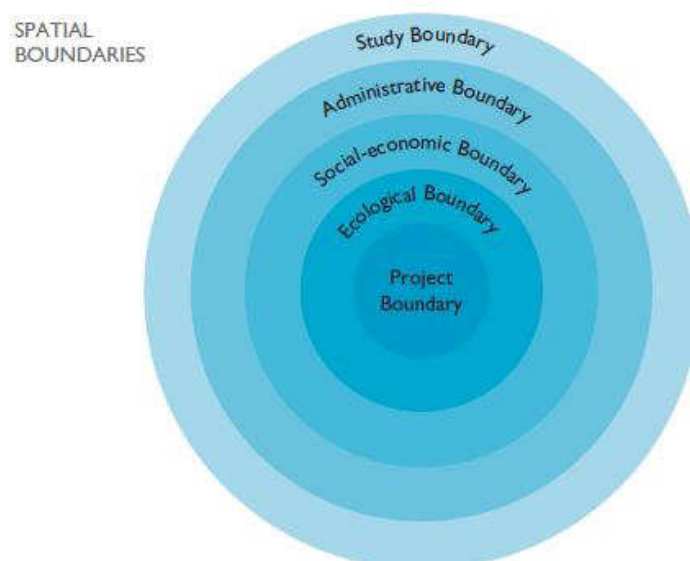 SPATIAL
BOUNDARIES
Study Boundary
Administrative Boundary
Social-economic Boundary
Ecological Boundary
Project
Boundary